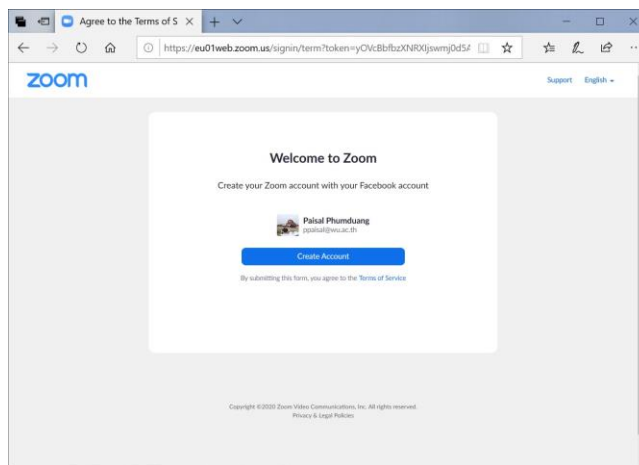 Agree to the Terms of S
https://eu01web.zoom.us/signin/term?token=yOVcBbfbzXNRXIjswmj0d5
zoom
Support English
Welcome to Zoom
Create your Zoom account with your Facebook account
Paisal Phumduang
ppaisal@wu.ac.th
Create Account
By submitting this form, you agree to the Terms of Service
Copyright ©2020 Zoom Video Communications, Inc. All rights reserved.
Privacy & Legal Policies